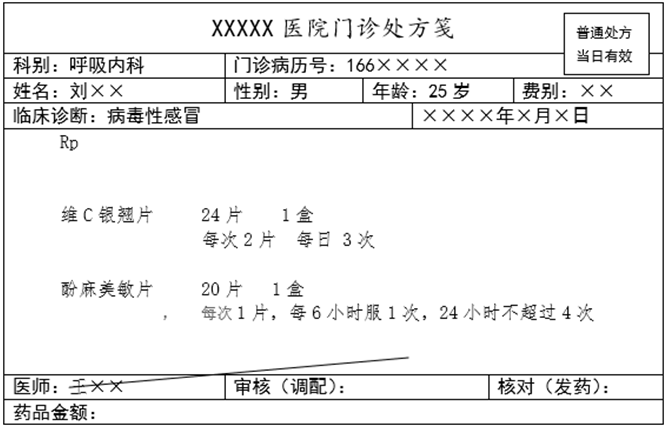 XXXXX 医院门诊处方笺
普通处方
当日有效
科别：呼吸内科 门诊病历号：166××××
姓名：刘×× 性别：男 年龄：25 岁 费别：××
临床诊断：病毒性感冒 ××××年×月×日
Rp
维 C 银翘片 24 片 1 盒
每次 2 片 每日 3 次
酚麻美敏片 20 片 1 盒
， 每次 1 片，每 6 小时服 1 次，24 小时不超过 4 次
医师：王×× 审核（调配）： 核对（发药）：
药品金额：